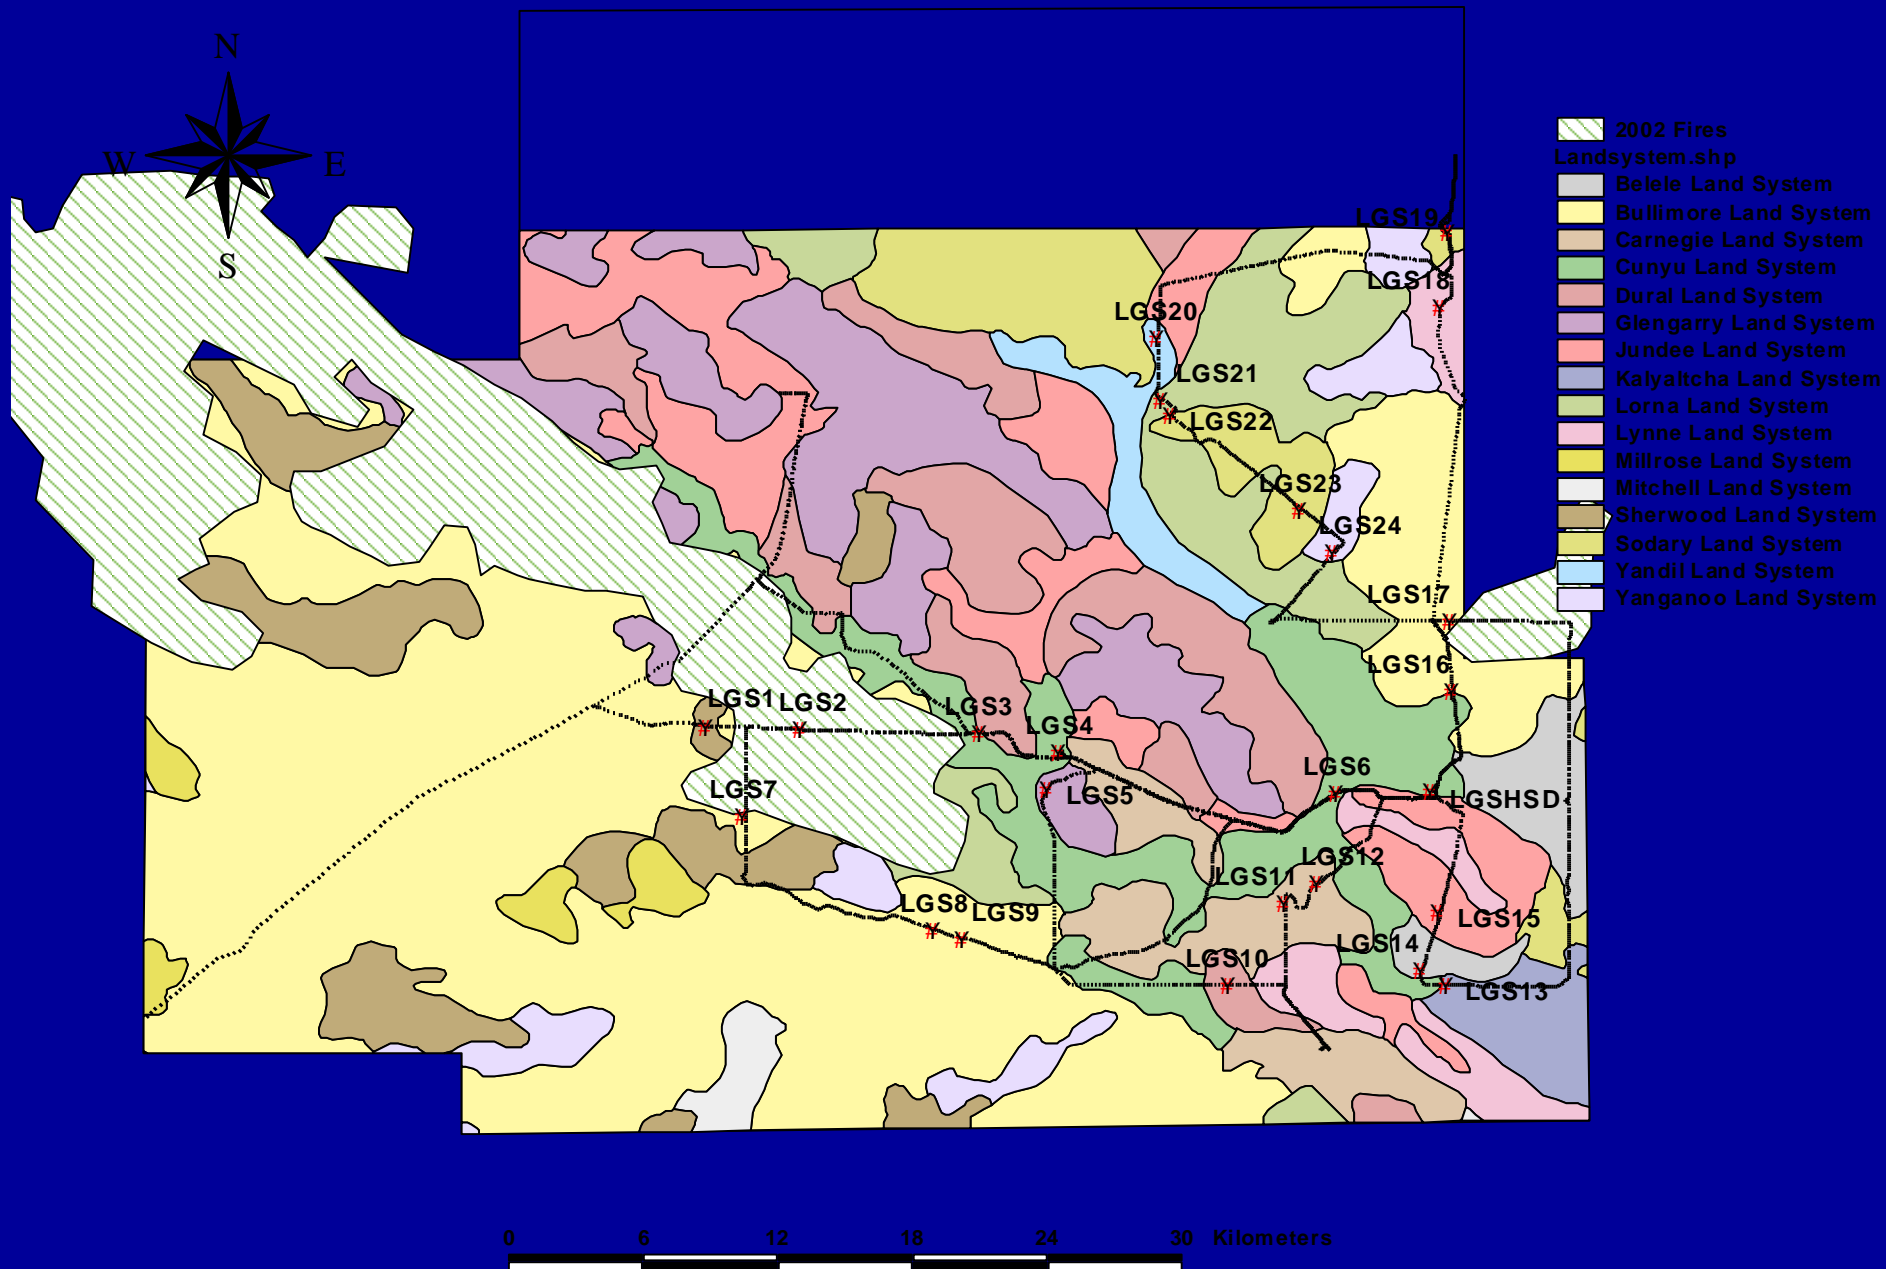 N
W
E
S
2002 Fires
Landsystem.shp
Belele Land System
Bullimore Land System
Carnegie Land System
Cunyu Land System
Dural Land System
Glengarry Land System
Jundee Land System
Kalyaltcha Land System
Lorna Land System
Lynne Land System
Millrose Land System
Mitchell Land System
Sherwood Land System
Sodary Land System
Yandil Land System
Yanganoo Land System
LGS19
LGS18
LGS20
LGS21
LGS22
LGS23
LGS24
LGS17
LGS16
LGS1
LGS2
LGS3
LGS4
LGS6
LGS7
LGS5
LGSHSD
LGS12
LGS11
LGS8
LGS9
LGS15
LGS14
LGS10
LGS13
0 6 12 18 24 30 Kilometers